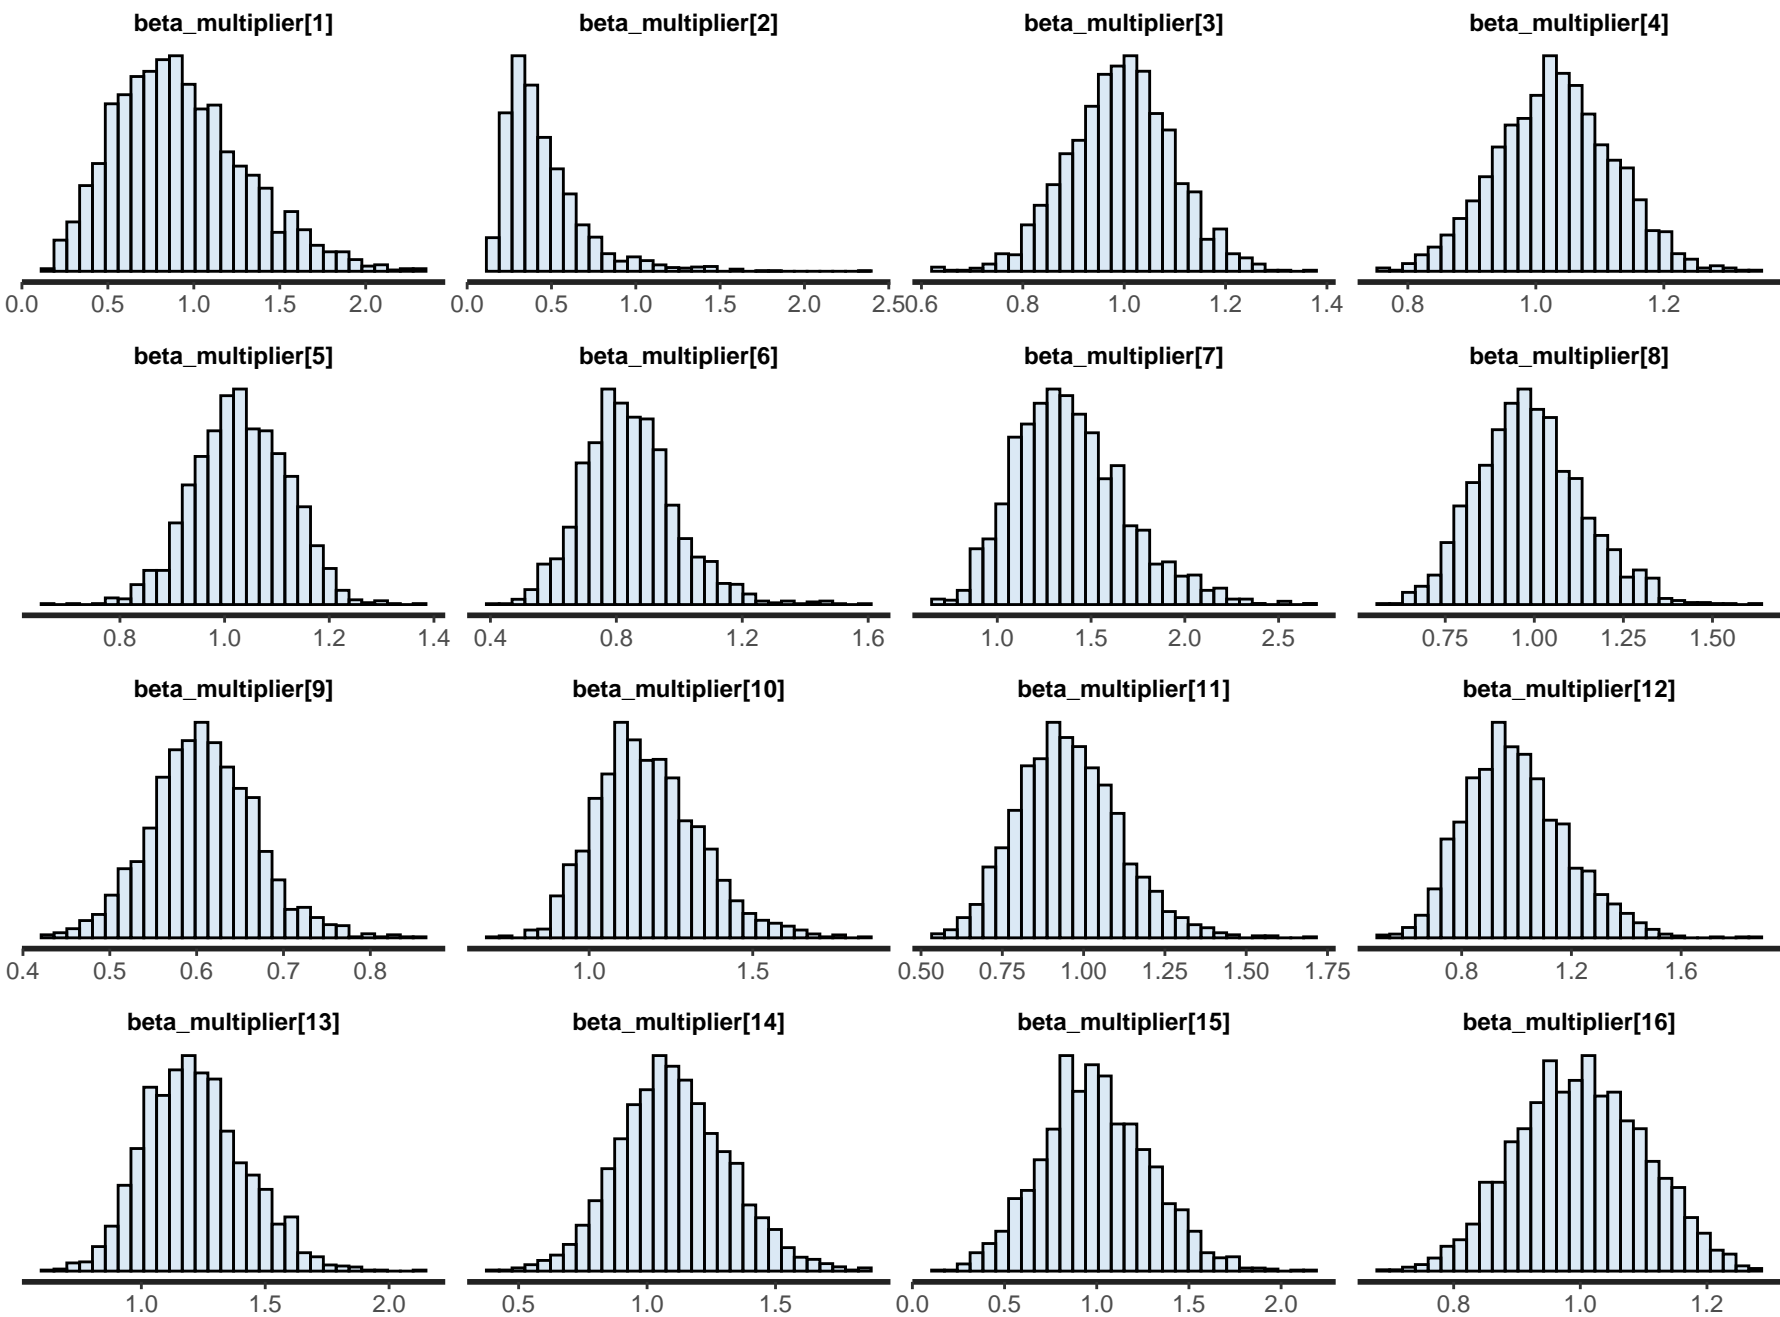 beta_multiplier[1] beta_multiplier[2] beta_multiplier[3] beta_multiplier[4]
0.0 0.5 1.0 1.5 2.0 0.0 0.5 1.0 1.5 2.0 2.5 0.6 0.8 1.0 1.2 1.4 0.8 1.0 1.2
beta_multiplier[5] beta_multiplier[6] beta_multiplier[7] beta_multiplier[8]
0.8 1.0 1.2 1.4 0.4 0.8 1.2 1.6 1.0 1.5 2.0 2.5 0.75 1.00 1.25 1.50
beta_multiplier[9] beta_multiplier[10] beta_multiplier[11] beta_multiplier[12]
0.4 0.5 0.6 0.7 0.8 1.0 1.5 0.50 0.75 1.00 1.25 1.50 1.75 0.8 1.2 1.6
beta_multiplier[13] beta_multiplier[14] beta_multiplier[15] beta_multiplier[16]
1.0 1.5 2.0 0.5 1.0 1.5 0.0 0.5 1.0 1.5 2.0 0.8 1.0 1.2